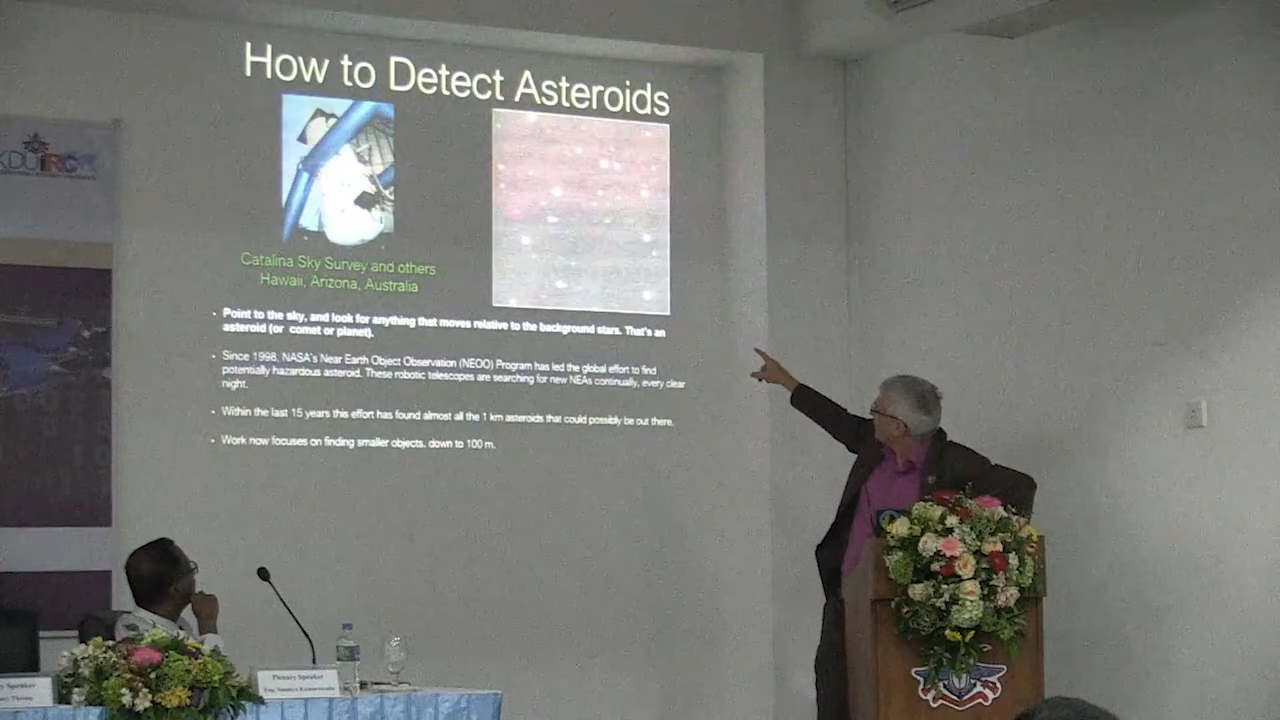 How to Detect Asteroids
KDU iRC
Catalina Sky Survey and others
Hawaii, Arizona, Australia
· Point to the sky, and look for anything that moves relative to the background stars. That's an
asteroid (or comet or planet).
· Since 1998, NASA's Near Earth Object Observation (NEOO) Program has led the global effort to find
potentially hazardous asteroid. These robotic telescopes are searching for new NEAs continually, every clear
night.
· Within the last 15 years this effort has found almost all the 1 km asteroids that could possibly be out there.
· Work now focuses on finding smaller objects, down to 100 m.
Speaker
Plenary Speaker
Eng.